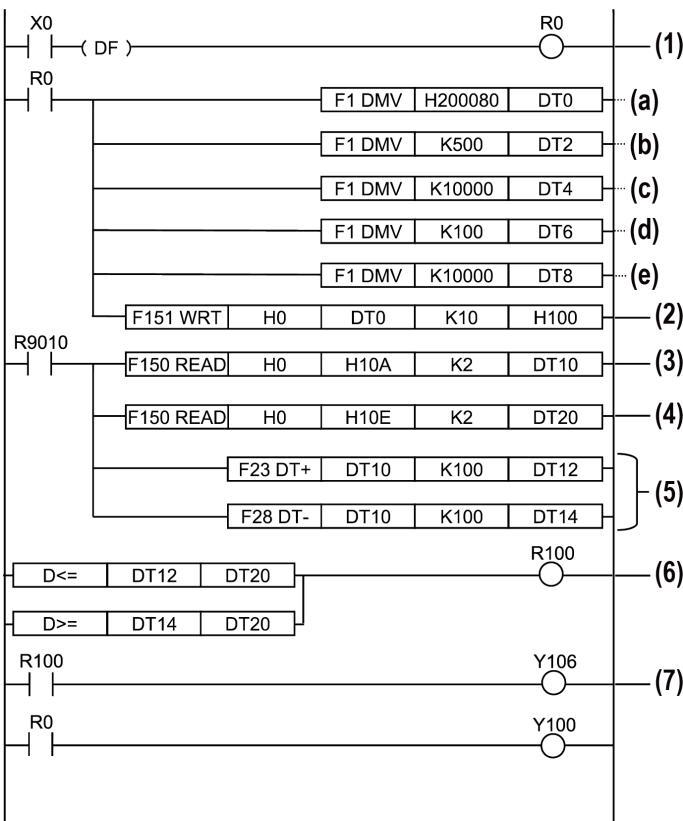 X0 R0
( DF ) (1)
R0
F1 DMV H200080 DT0 (a)
F1 DMV K500 DT2 (b)
F1 DMV K10000 DT4 (c)
F1 DMV K100 DT6 (d)
F1 DMV K10000 DT8 (e)
F151 WRT H0 DT0 K10 H100 (2)
R9010
F150 READ H0 H10A K2 DT10 (3)
F150 READ H0 H10E K2 DT20 (4)
F23 DT+ DT10 K100 DT12
(5)
F28 DT- DT10 K100 DT14
R100
D<= DT12 DT20 (6)
D>= DT14 DT20
R100 Y106
(7)
R0 Y100